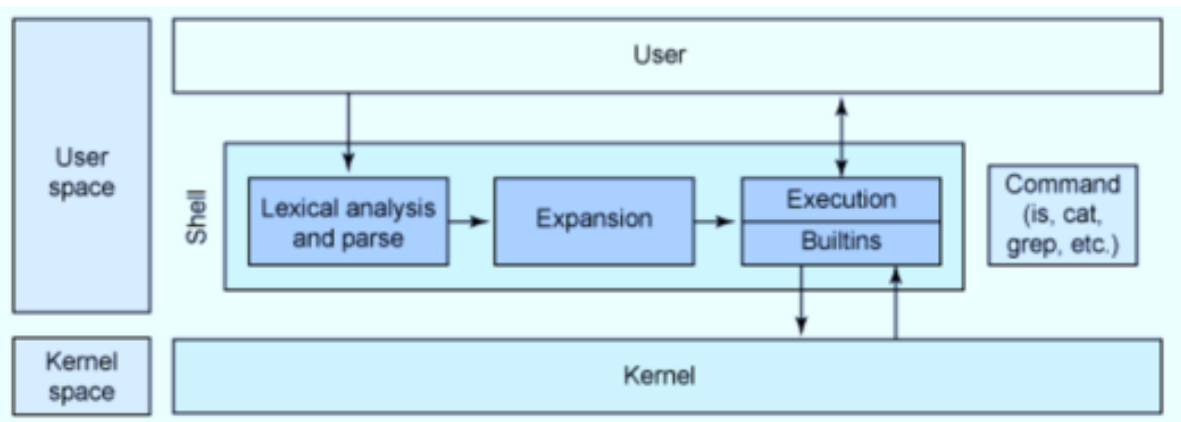 User
User
space
Shell
Lexical analysis
and parse
Expansion
Execution
Builtins
Command
(is, cat,
grep, etc.)
Kernel
space
Kernel